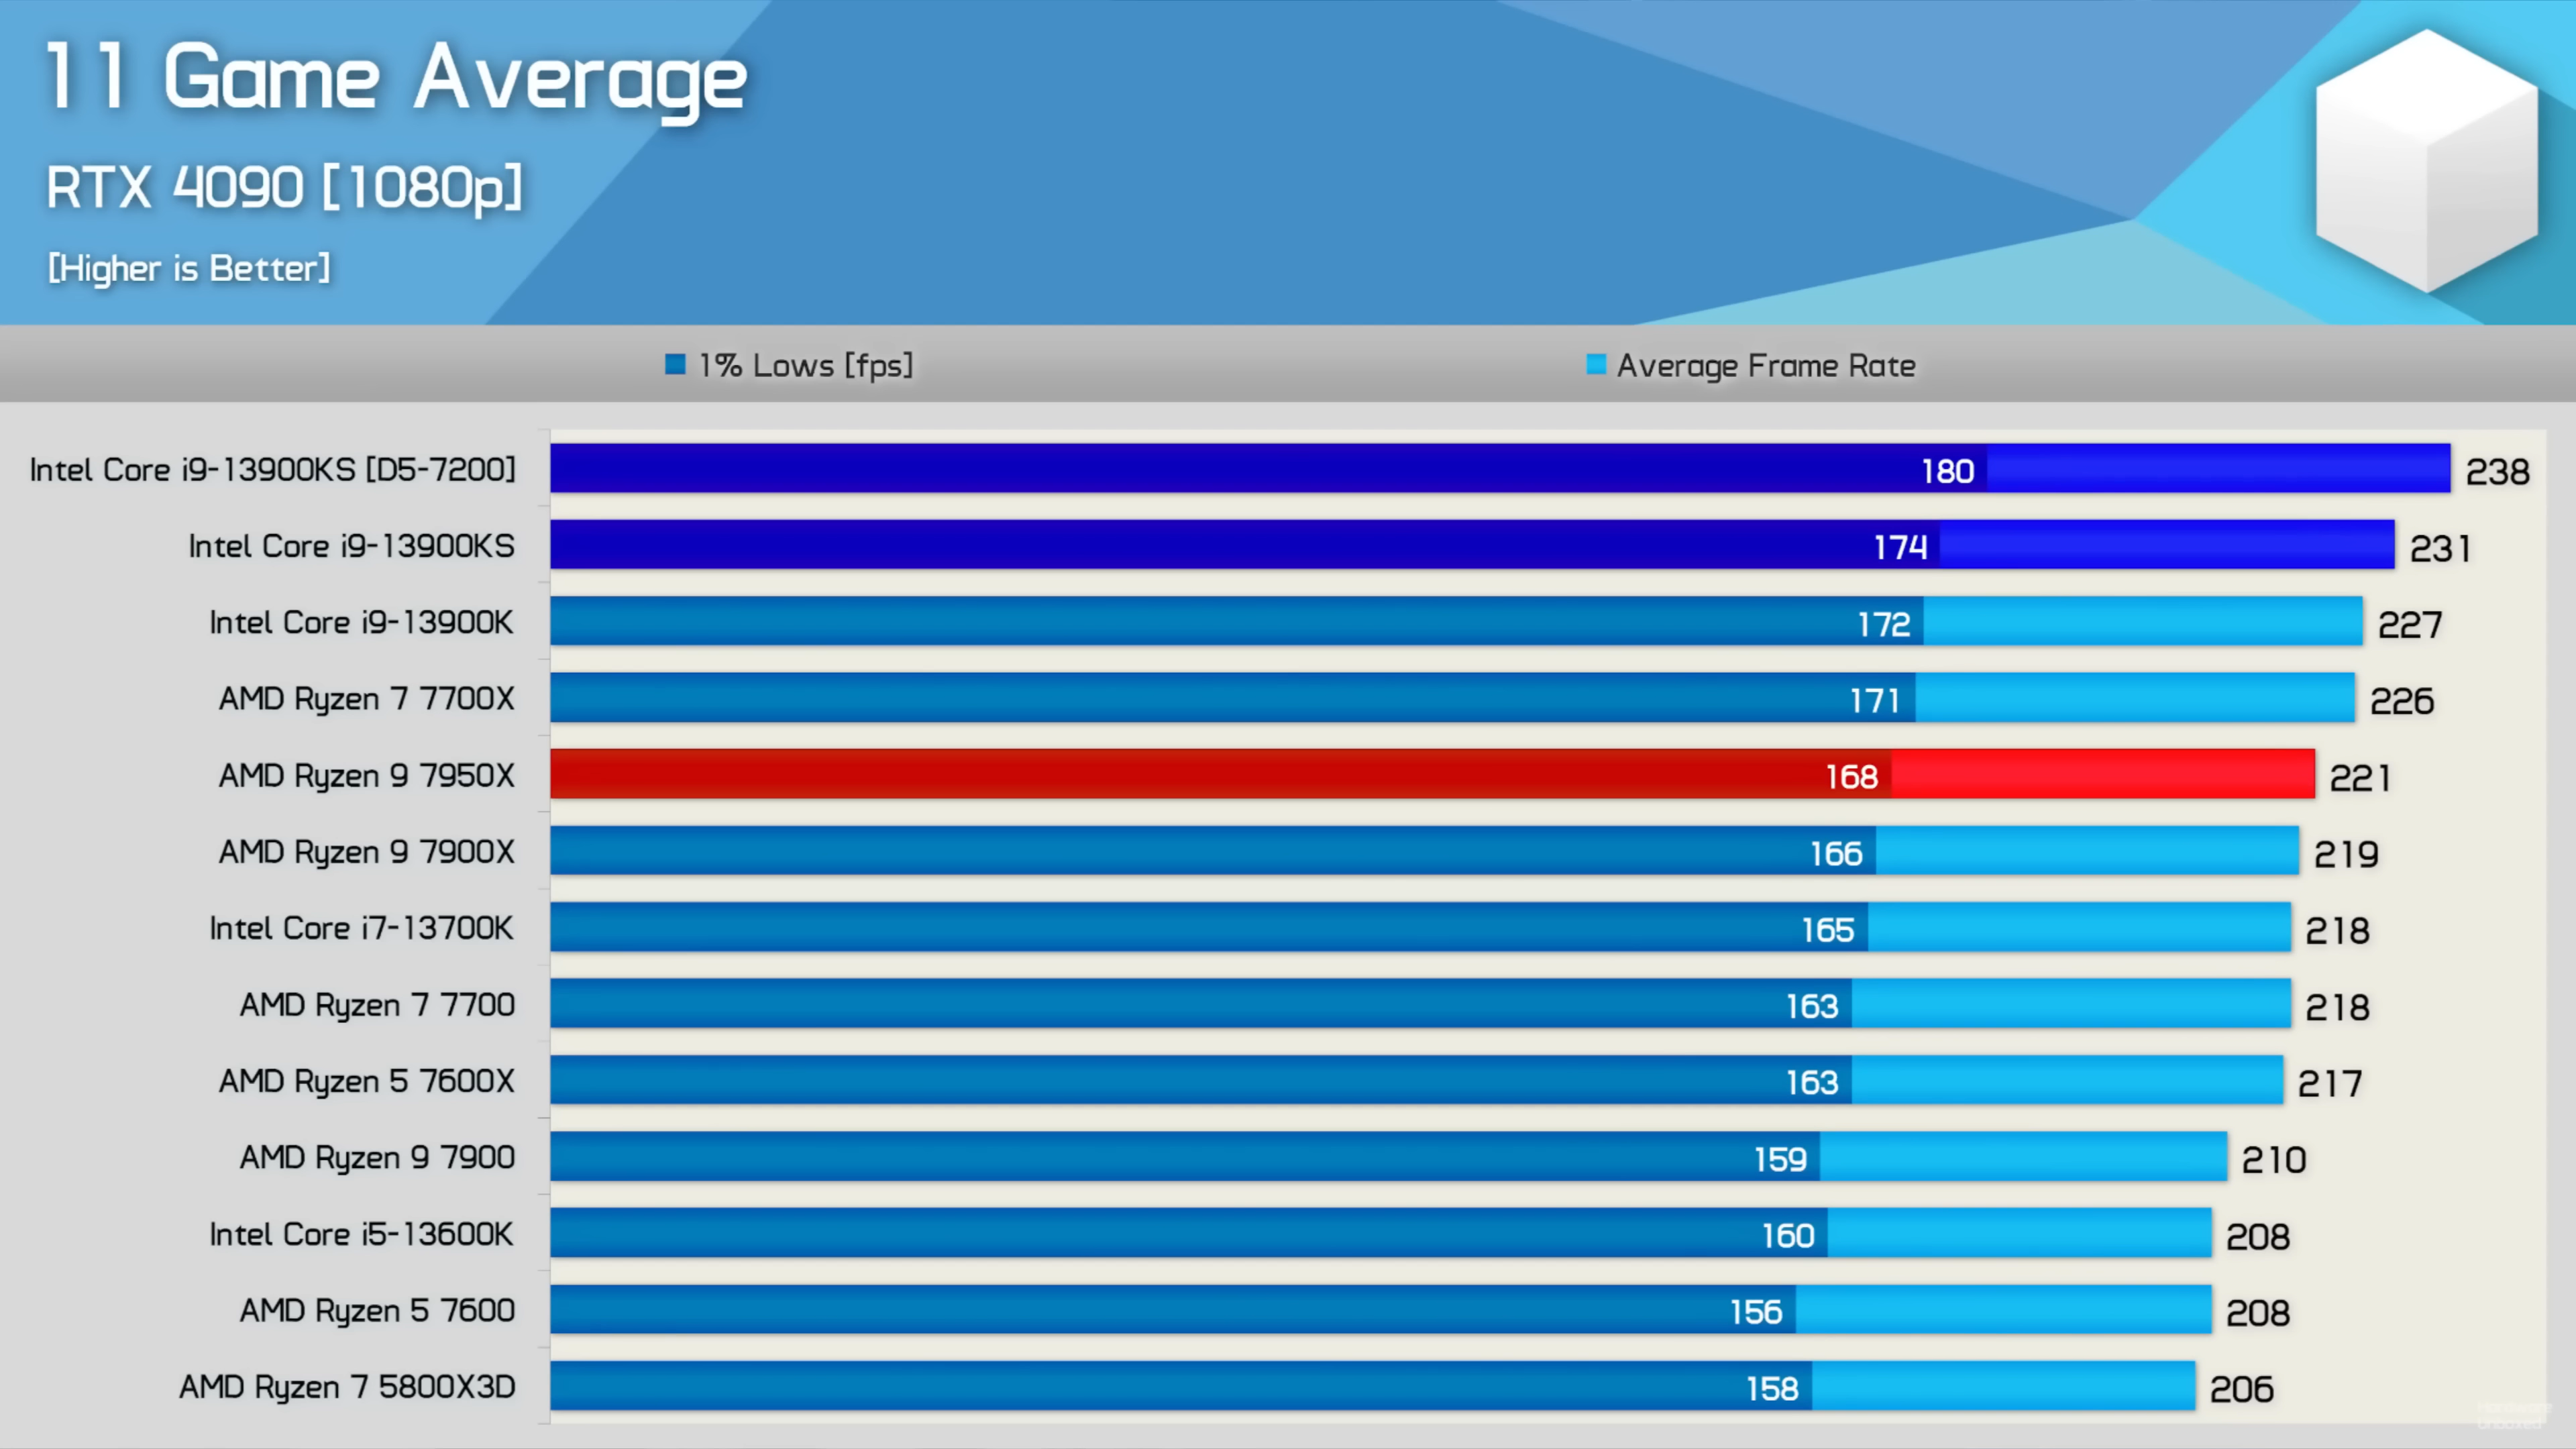 11 Game Average
RTX 4090 [1080p]
[Higher is Better]
1% Lows [fps] Average Frame Rate
Intel Core i9-13900KS [D5-7200] 180 238
Intel Core i9-13900KS 174 231
Intel Core i9-13900K 172 227
AMD Ryzen 7 7700X 171 226
AMD Ryzen 9 7950X 168 221
AMD Ryzen 9 7900X 166 219
Intel Core i7-13700K 165 218
AMD Ryzen 7 7700 163 218
AMD Ryzen 5 7600X 163 217
AMD Ryzen 9 7900 159 210
Intel Core i5-13600K 160 208
AMD Ryzen 5 7600 156 208
AMD Ryzen 7 5800X3D 158 206